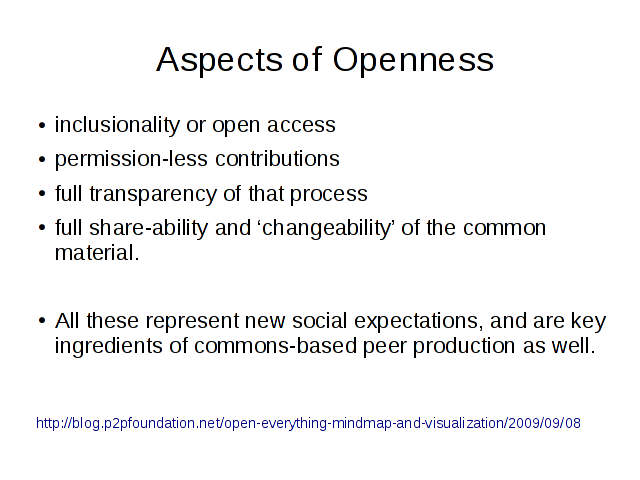 Aspects of Openness
• inclusionality or open access
• permission-less contributions
• full transparency of that process
• full share-ability and ‘changeability’ of the common
material.
• All these represent new social expectations, and are key
ingredients of commons-based peer production as well.
http://blog.p2pfoundation.net/open-everything-mindmap-and-visualization/2009/09/08